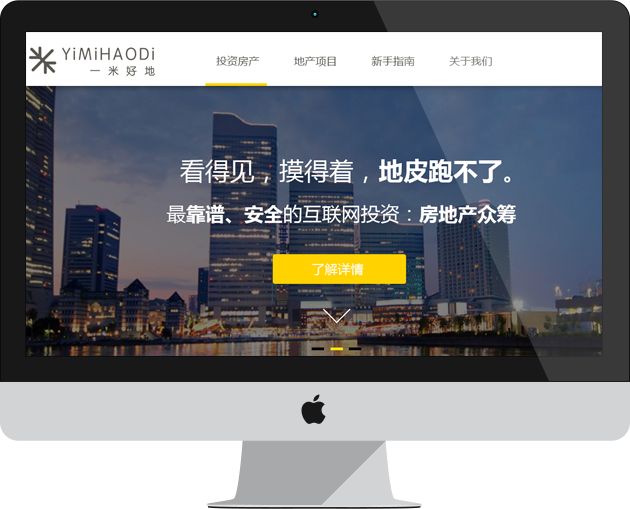 YiMiHAODi
一米好地
投资房产 地产项目 新手指南 关于我们
看得见，摸得着，地皮跑不了。
最靠谱、安全的互联网投资：房地产众筹
了解详情